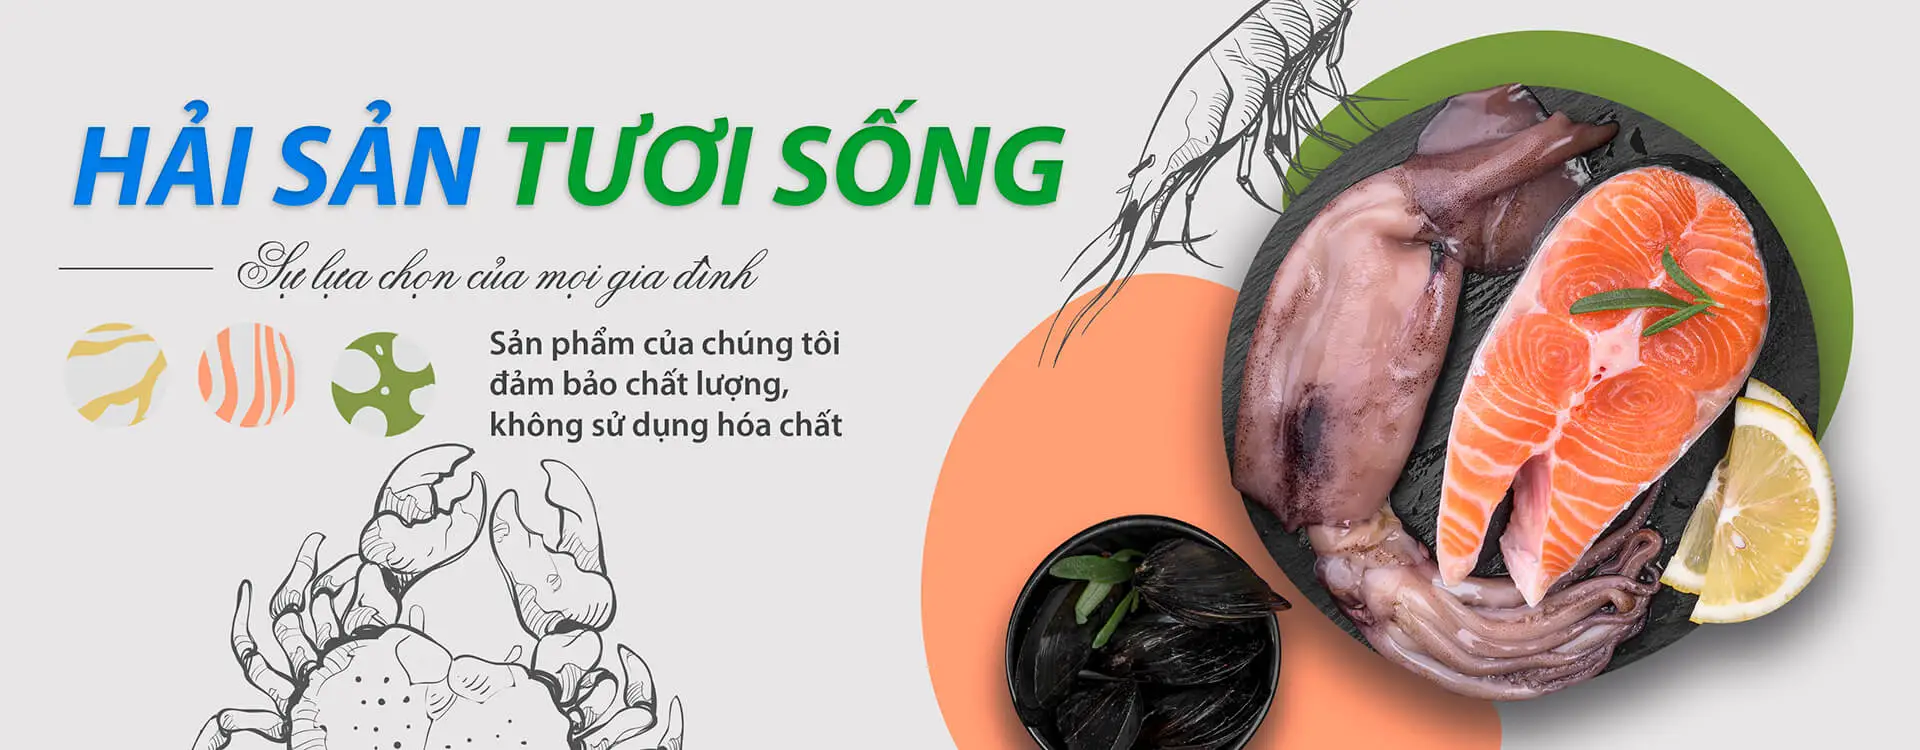 HẢI SẢN TƯƠI SỐNG
Sự lựa chọn của mọi gia đình
Sản phẩm của chúng tôi
đảm bảo chất lượng,
không sử dụng hóa chất